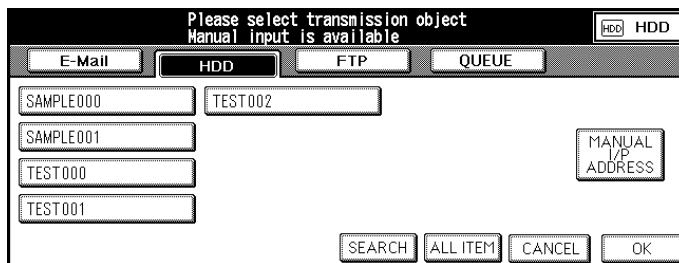 Please select transmission object
Manual input is available
HDD HDD
E-Mail HDD FTP QUEUE
SAMPLE000 TEST002
SAMPLE001
MANUAL
I/P
ADDRESS
TEST000
TEST001
SEARCH ALL ITEM CANCEL OK